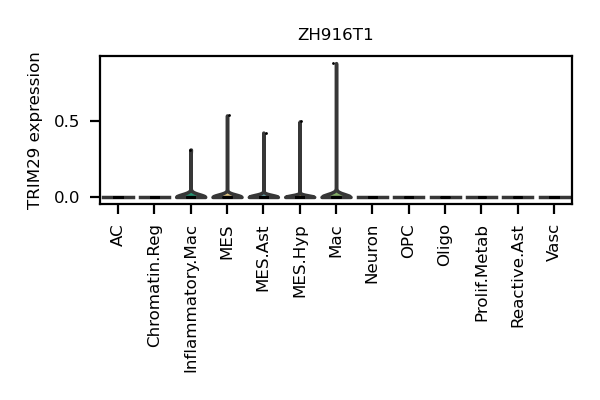 ZH916T1
TRIM29 expression
0.5
0.0
AC
Chromatin.Reg
Inflammatory.Mac
MES
MES.Ast
MES.Hyp
Mac
Neuron
OPC
Oligo
Prolif.Metab
Reactive.Ast
Vasc